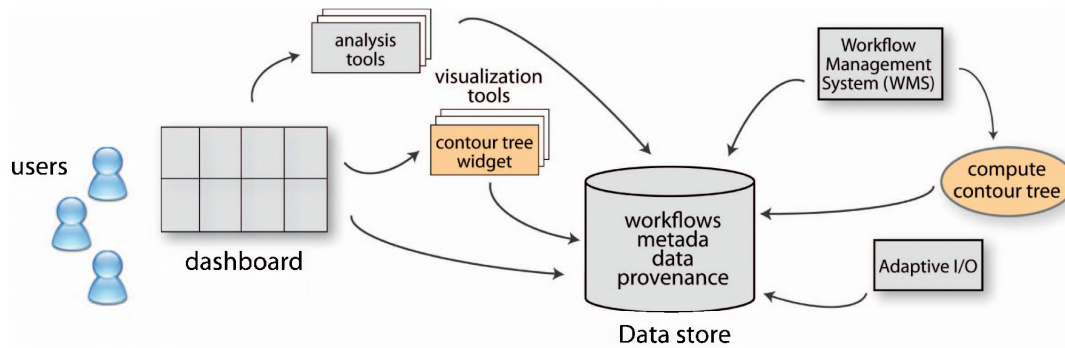 analysis
tools
visualization
tools
contour tree
widget
users
dashboard
Workflow
Management
System (WMS)
compute
contour tree
workflows
metada
data
provenance
Adaptive I/O
Data store